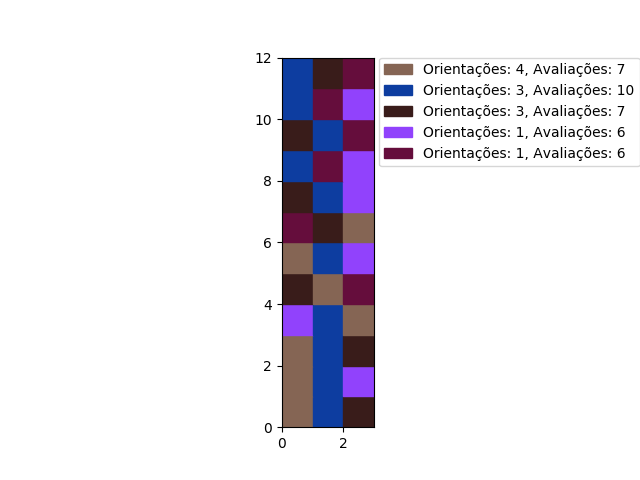 12
10
8
6
4
2
0
0 2
Orientações: 4, Avaliações: 7
Orientações: 3, Avaliações: 10
Orientações: 3, Avaliações: 7
Orientações: 1, Avaliações: 6
Orientações: 1, Avaliações: 6